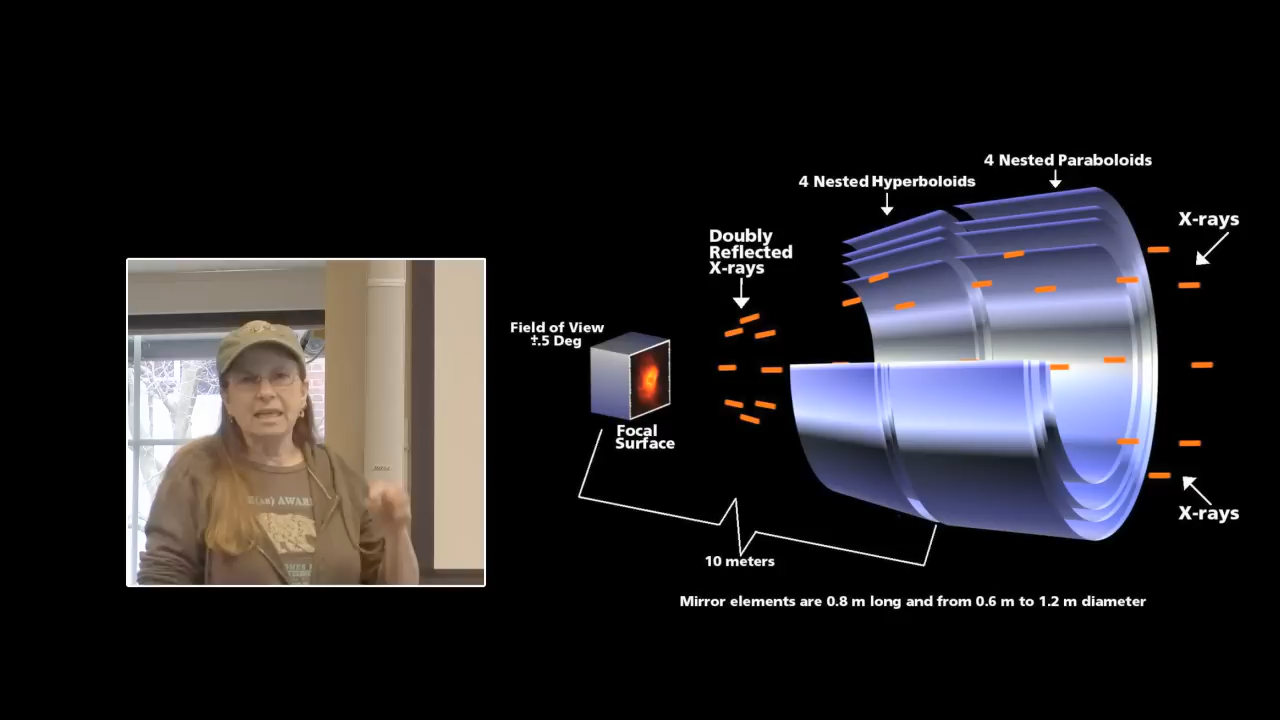 4 Nested Paraboloids
4 Nested Hyperboloids
X-rays
Doubly
Reflected
X-rays
Field of View
±.5 Deg
Focal
Surface
X-rays
10 meters
Mirror elements are 0.8 m long and from 0.6 m to 1.2 m diameter